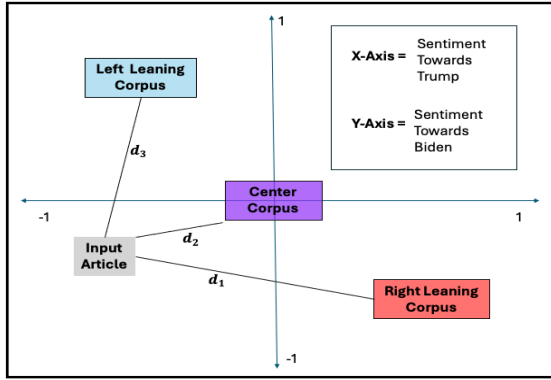 1
Left Leaning
Corpus
X-Axis = Sentiment
Towards
Trump
Y-Axis = Sentiment
Towards
Biden
d₃
Center
Corpus
-1
1
d₂
Input
Article
d₁
Right Leaning
Corpus
-1